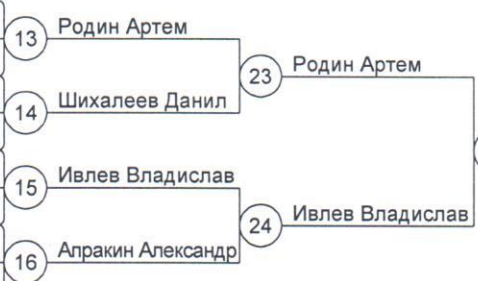 13 Родин Артем
23 Родин Артем
14 Шихалеев Данил
15 Ивлев Владислав
24 Ивлев Владислав
16 Апракин Александр